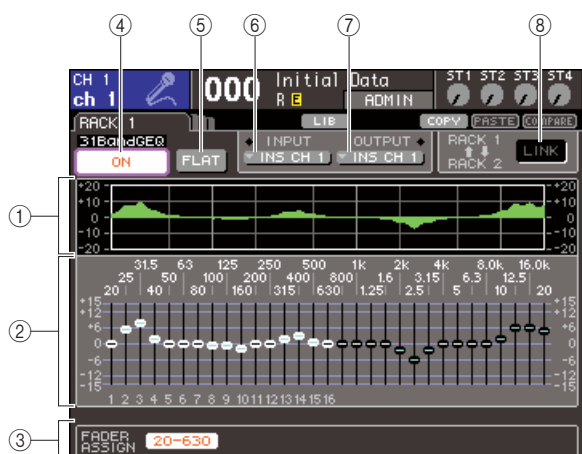 ④ ⑤ ⑥ ⑦ ⑧
CH 1
ch 1
000
Initial Data
R E ADMIN
ST1 ST2 ST3 ST4
RACK 1
LIB
COPY PASTE COMPARE
31BandGEQ
ON
FLAT
INPUT
INS CH 1
OUTPUT
INS CH 1
RACK 1
RACK 2
LINK
①
+20 +20
+10 +10
0 0
-10 -10
-20 -20
②
31.5 63 125 250 500 1k 2k 4k 8.0k 16.0k
25 50 100 200 400 800 1.6 3.15 6.3 12.5
20 40 80 160 315 630 1.25 2.5 5 10 20
+15 +15
+12 +12
+6 +6
0 0
-6 -6
-12 -12
-15 -15
1 2 3 4 5 6 7 8 9 10 11 12 13 14 15 16
③
FADER
ASSIGN
20-630